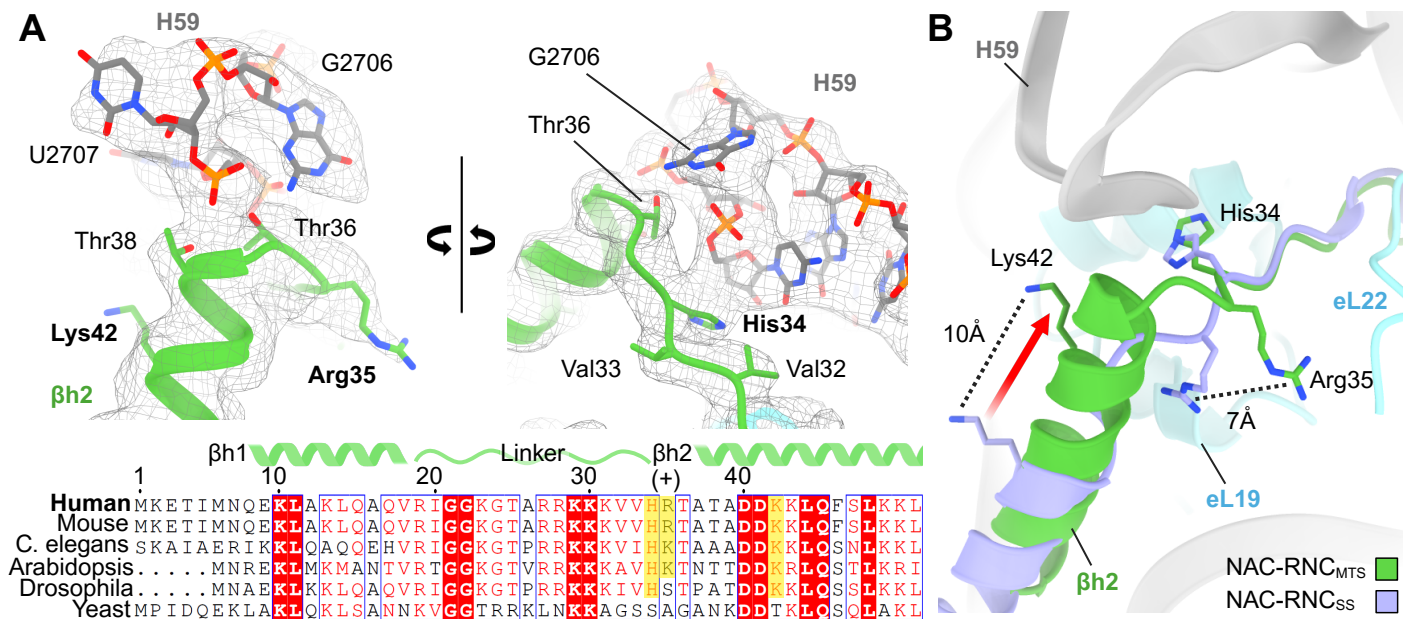 A
H59
G2706
U2707
Thr38
Thr36
Lys42
Arg35
βh2
G2706
Thr36
H59
His34
Val33
Val32
B
H59
His34
Lys42
eL22
10Å
Arg35
7Å
eL19
βh2
NAC-RNCMTS
NAC-RNCSS
βh1 Linker βh2
(+)
1 10 20 30 40
Human MKETIMNQEKLAKLQAQVRIGGKGTARRKKKVVHRTATADDKKLQFSLKKL
Mouse MKETIMNQEKLAKLQAQVRIGGKGTARRKKKVVHRTATADDKKLQFSLKKL
C. elegans SKAIAERIKKLQAQQEHVRIGGKGTPRRKKKVIHKTAAADDKKLQSNLKKL
Arabidopsis .....MNREKLMKMANTVRTGGKGTVRRKKKAVHKTNTTDDKRLQSTLKRI
Drosophila .....MNAEKLKKLQAQVRIGGKGTPRRKKKIVHSTPATDDKKLQSSLKKL
Yeast MPIDQEKLAKLQKLSANNKVGGTRRKLNKKAGSSAGANKDDTKLQSQLAKL